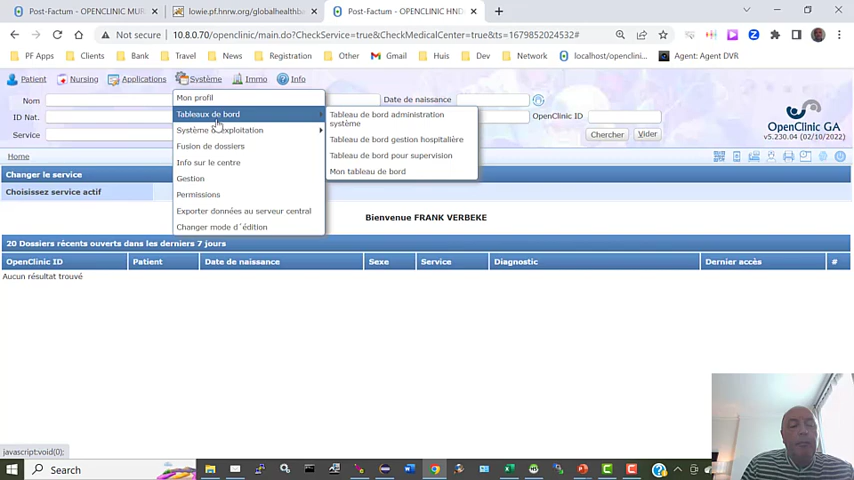 Post-Factum - OPENCLINIC MUR
lowie.pf.hnrw.org/globalhealthb
Post-Factum - OPENCLINIC HND
Not secure
10.8.0.70/openclinic/main.do?CheckService=true&CheckMedicalCenter=true&ts=1679852024532#
PF Apps Clients Bank Travel News Registration Other Gmail Huis Dev Network localhost/openclini... Agent: Agent DVR
Patient Nursing Applications Système Immo Info
Mon profil
Nom
Date de naissance
Tableaux de bord
Tableau de bord administration
système
ID Nat.
OpenClinic ID
OpenClinic GA
v5.230.04 (OPENCLINIC HND)
Système d'exploitation
Service
Chercher Vider
Tableau de bord gestion hospitalière
Fusion de dossiers
Tableau de bord pour supervision
Home
Info sur le centre
Mon tableau de bord
Changer le service
Gestion
Choisissez service actif
Permissions
Exporter données au serveur central
Bienvenue FRANK VERBEKE
Changer mode d´édition
20 Dossiers récents ouverts dans les derniers 7 jours
OpenClinic ID Patient Date de naissance Sexe Service Diagnostic Dernier accès #
Aucun résultat trouvé
javascript:void(0);
Search